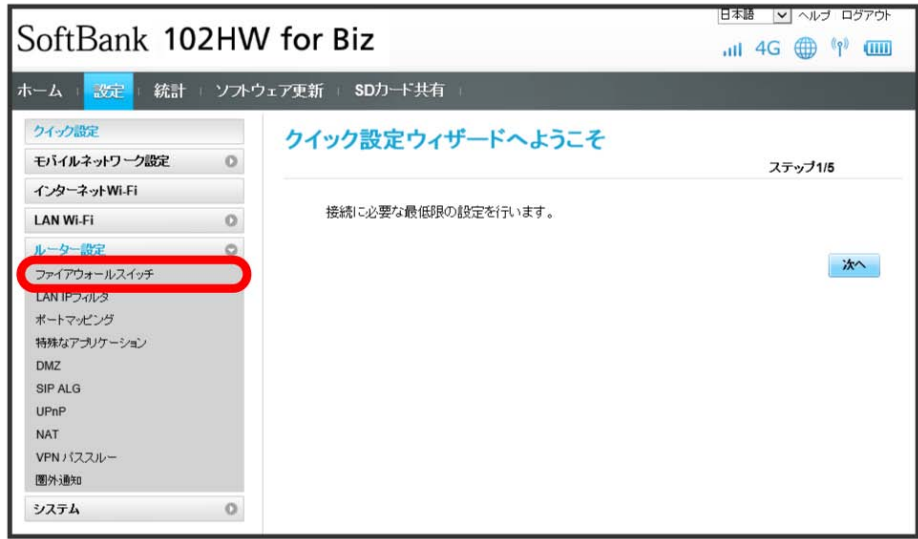 日本語 ヘルプ ログアウト
SoftBank 102HW for Biz
4G
ホーム 設定 統計 ソフトウェア更新 SDカード共有
クイック設定
モバイルネットワーク設定
インターネットWi-Fi
LAN Wi-Fi
ルーター設定
ファイアウォールスイッチ
LAN IPフィルタ
ポートマッピング
特殊なアプリケーション
DMZ
SIP ALG
UPnP
NAT
VPN パススルー
圏外通知
システム
クイック設定ウィザードへようこそ
ステップ1/5
接続に必要な最低限の設定を行います。
次へ